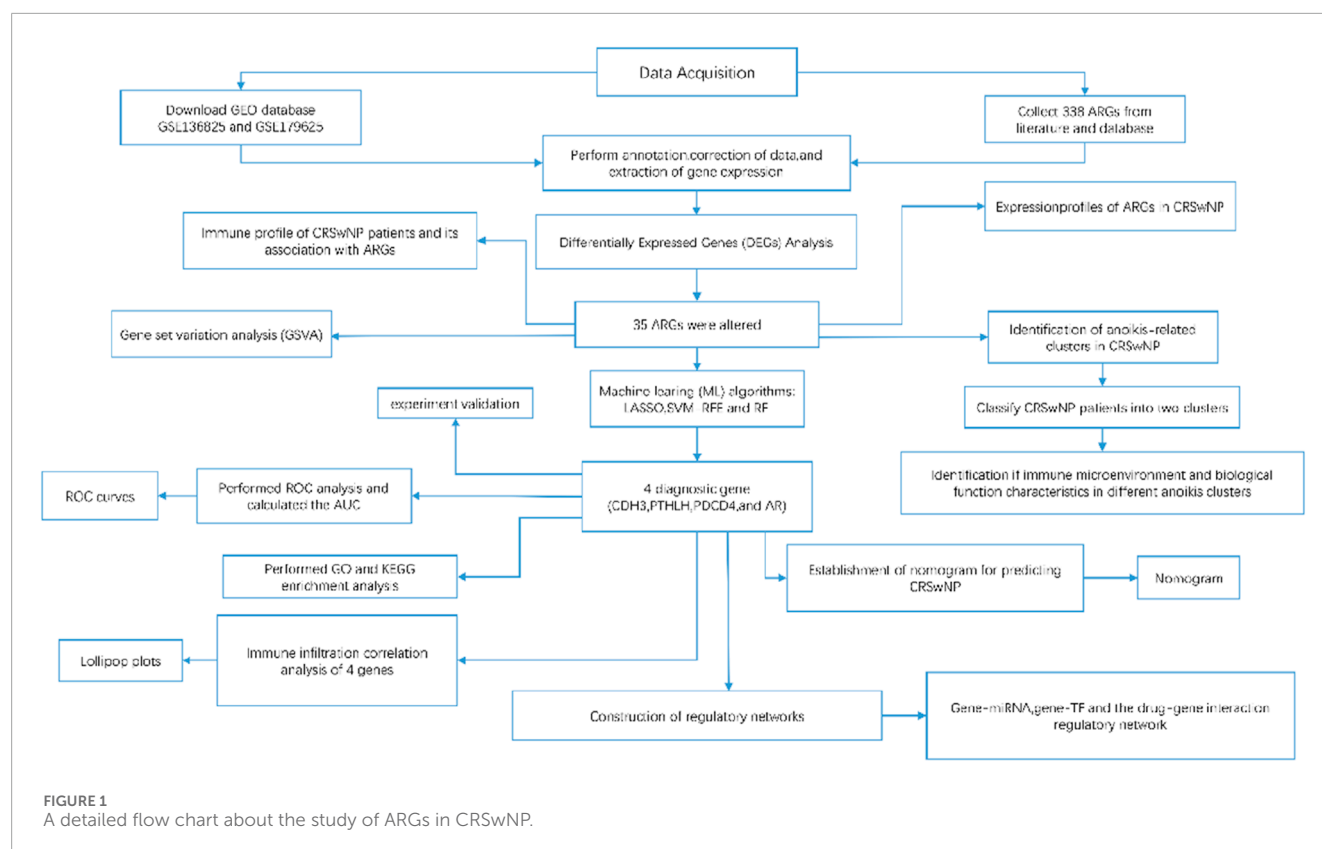 Data Acquisition
Download GEO database
GSE136825 and GSE179625
Collect 338 ARGs from
literature and database
Perform annotation,correction of data,and
extraction of gene expression
Expressionprofiles of ARGs in CRSwNP
Immune profile of CRSwNP patients and its
association with ARGs
Differentially Expressed Genes (DEGs) Analysis
35 ARGs were altered
Gene set variation analysis (GSVA)
Identification of anoikis-related
clusters in CRSwNP
Machine learing (ML) algorithms:
LASSO,SVM-RFE and RF
experiment validation
Classify CRSwNP patients into two clusters
Identification if immune microenvironment and biological
function characteristics in different anoikis clusters
4 diagnostic gene
(CDH3,PTHLH,PDCD4,and AR)
ROC curves
Performed ROC analysis and
calculated the AUC
Performed GO and KEGG
enrichment analysis
Establishment of nomogram for predicting
CRSwNP
Nomogram
Lollipop plots
Immune infiltration correlation
analysis of 4 genes
Construction of regulatory networks
Gene-miRNA,gene-TF and the drug-gene interaction
regulatory network
FIGURE 1
A detailed flow chart about the study of ARGs in CRSwNP.